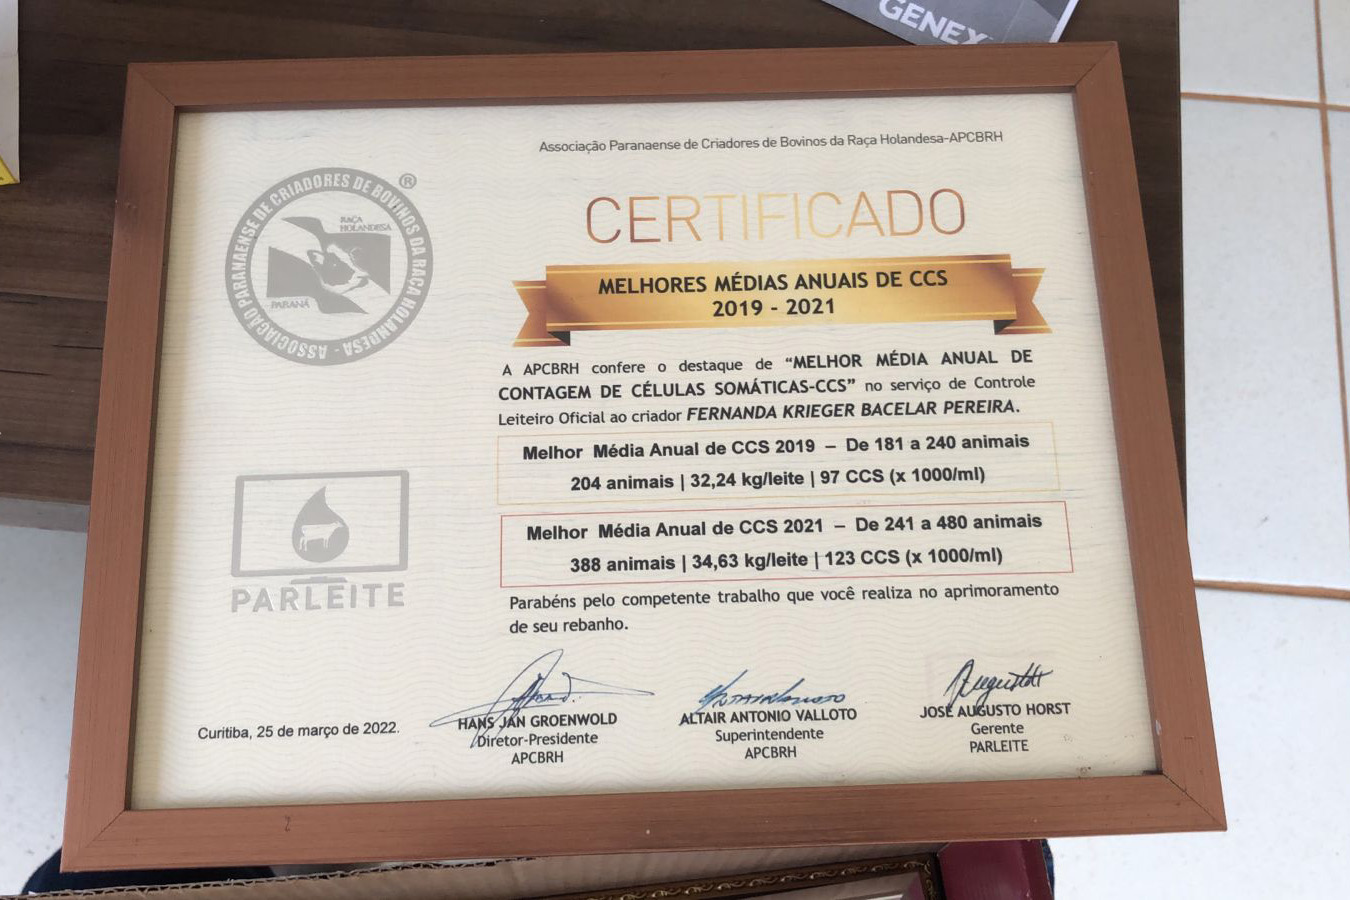 GENEX
Associação Paranaense de Criadores de Bovinos da Raça Holandesa-APCBRH
ASSOCIAÇÃO PARANAENSE DE CRIADORES DE BOVINOS DA RAÇA HOLANDESA -
®
RAÇA
HOLANDESA
PARANÁ
CERTIFICADO
MELHORES MÉDIAS ANUAIS DE CCS
2019 - 2021
A APCBRH confere o destaque de “MELHOR MÉDIA ANUAL DE
CONTAGEM DE CÉLULAS SOMÁTICAS-CCS” no serviço de Controle
Leiteiro Oficial ao criador FERNANDA KRIEGER BACELAR PEREIRA.
Melhor Média Anual de CCS 2019 – De 181 a 240 animais
204 animais | 32,24 kg/leite | 97 CCS (x 1000/ml)
Melhor Média Anual de CCS 2021 – De 241 a 480 animais
388 animais | 34,63 kg/leite | 123 CCS (x 1000/ml)
PARLEITE
Parabéns pelo competente trabalho que você realiza no aprimoramento
de seu rebanho.
Curitiba, 25 de março de 2022.
HANS JAN GROENWOLD
Diretor-Presidente
APCBRH
ALTAIR ANTONIO VALLOTO
Superintendente
APCBRH
JOSÉ AUGUSTO HORST
Gerente
PARLEITE